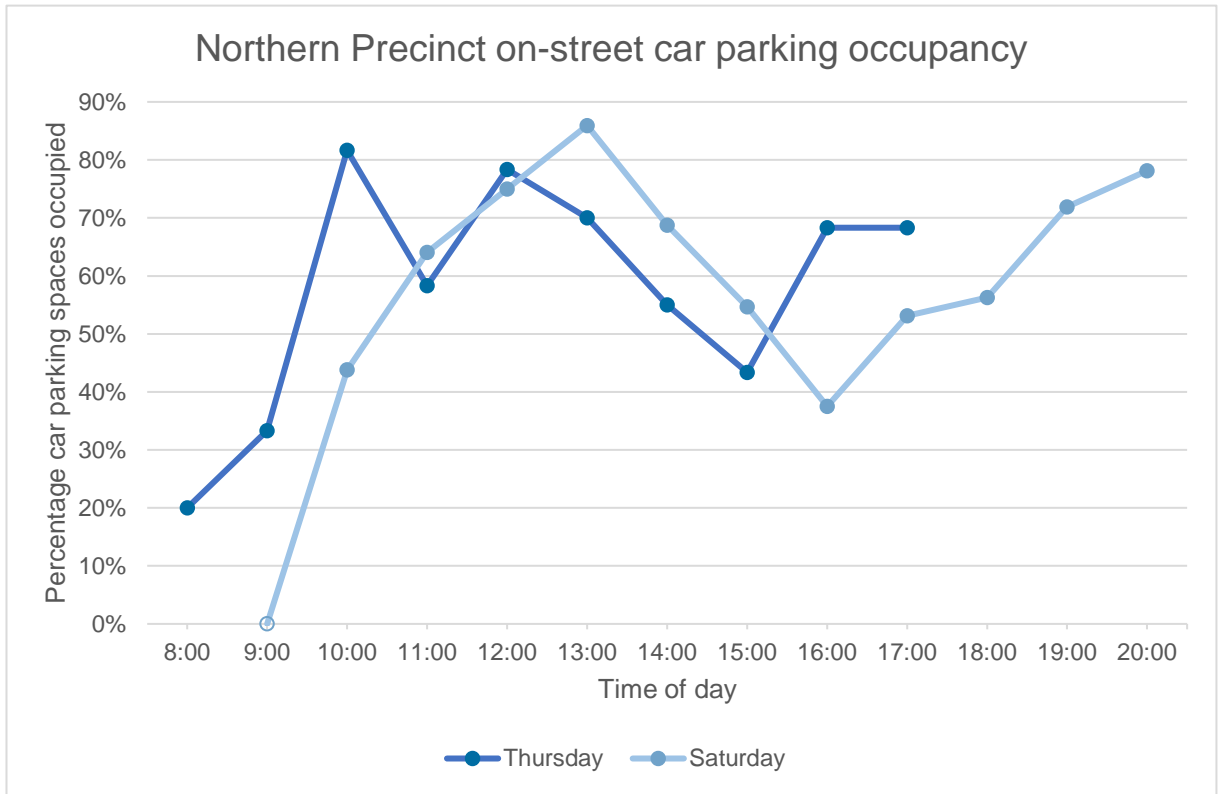 Northern Precinct on-street car parking occupancy
Percentage car parking spaces occupied
90%
80%
70%
60%
50%
40%
30%
20%
10%
0%
8:00 9:00 10:00 11:00 12:00 13:00 14:00 15:00 16:00 17:00 18:00 19:00 20:00
Time of day
Thursday Saturday